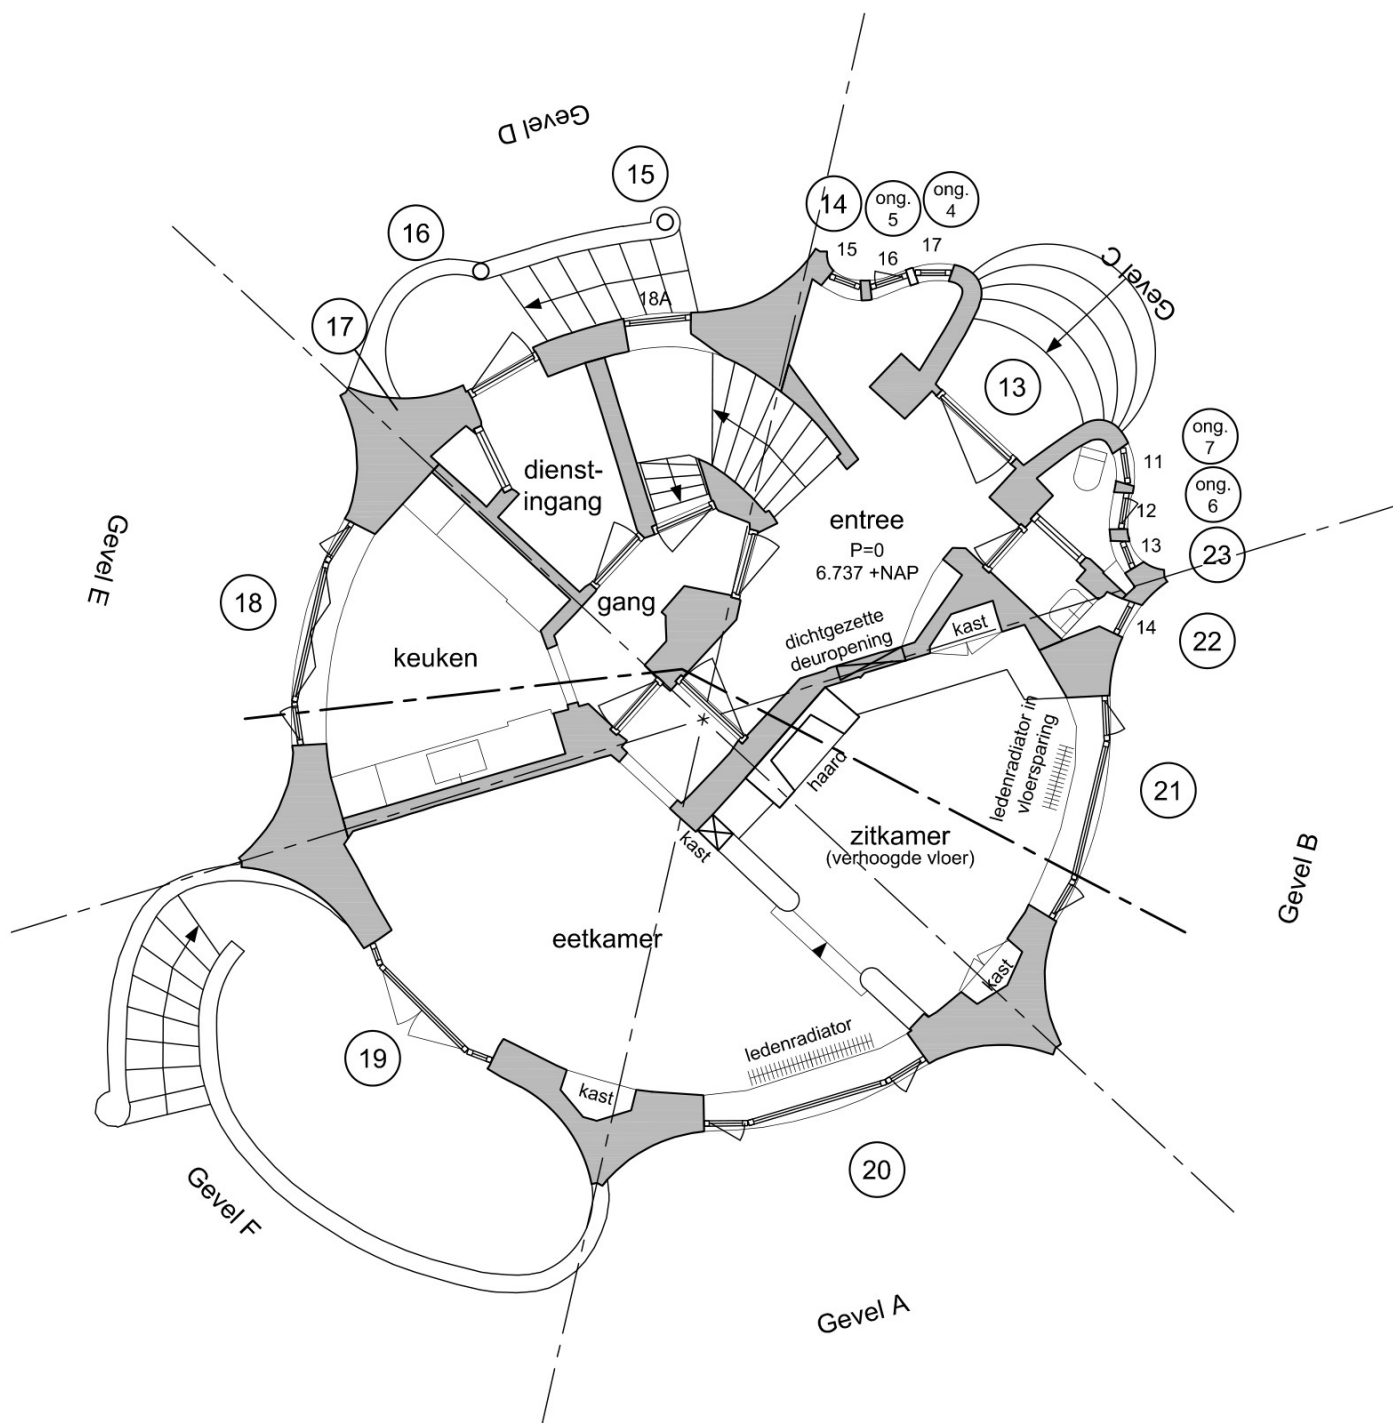 Gevel D
15
16
14
ong.
5
ong.
4
15
16
17
Gevel C
18A
17
13
ong.
7
11
dienst-
ingang
ong.
6
12
entree
P=0
6.737 +NAP
13
23
Gevel E
18
gang
kast
14
22
dichtgezette
deuropening
keuken
ledenradiator in
vloersparing
haard
21
kast
zitkamer
(verhoogde vloer)
Gevel B
eetkamer
kast
ledenradiator
19
kast
20
Gevel F
Gevel A